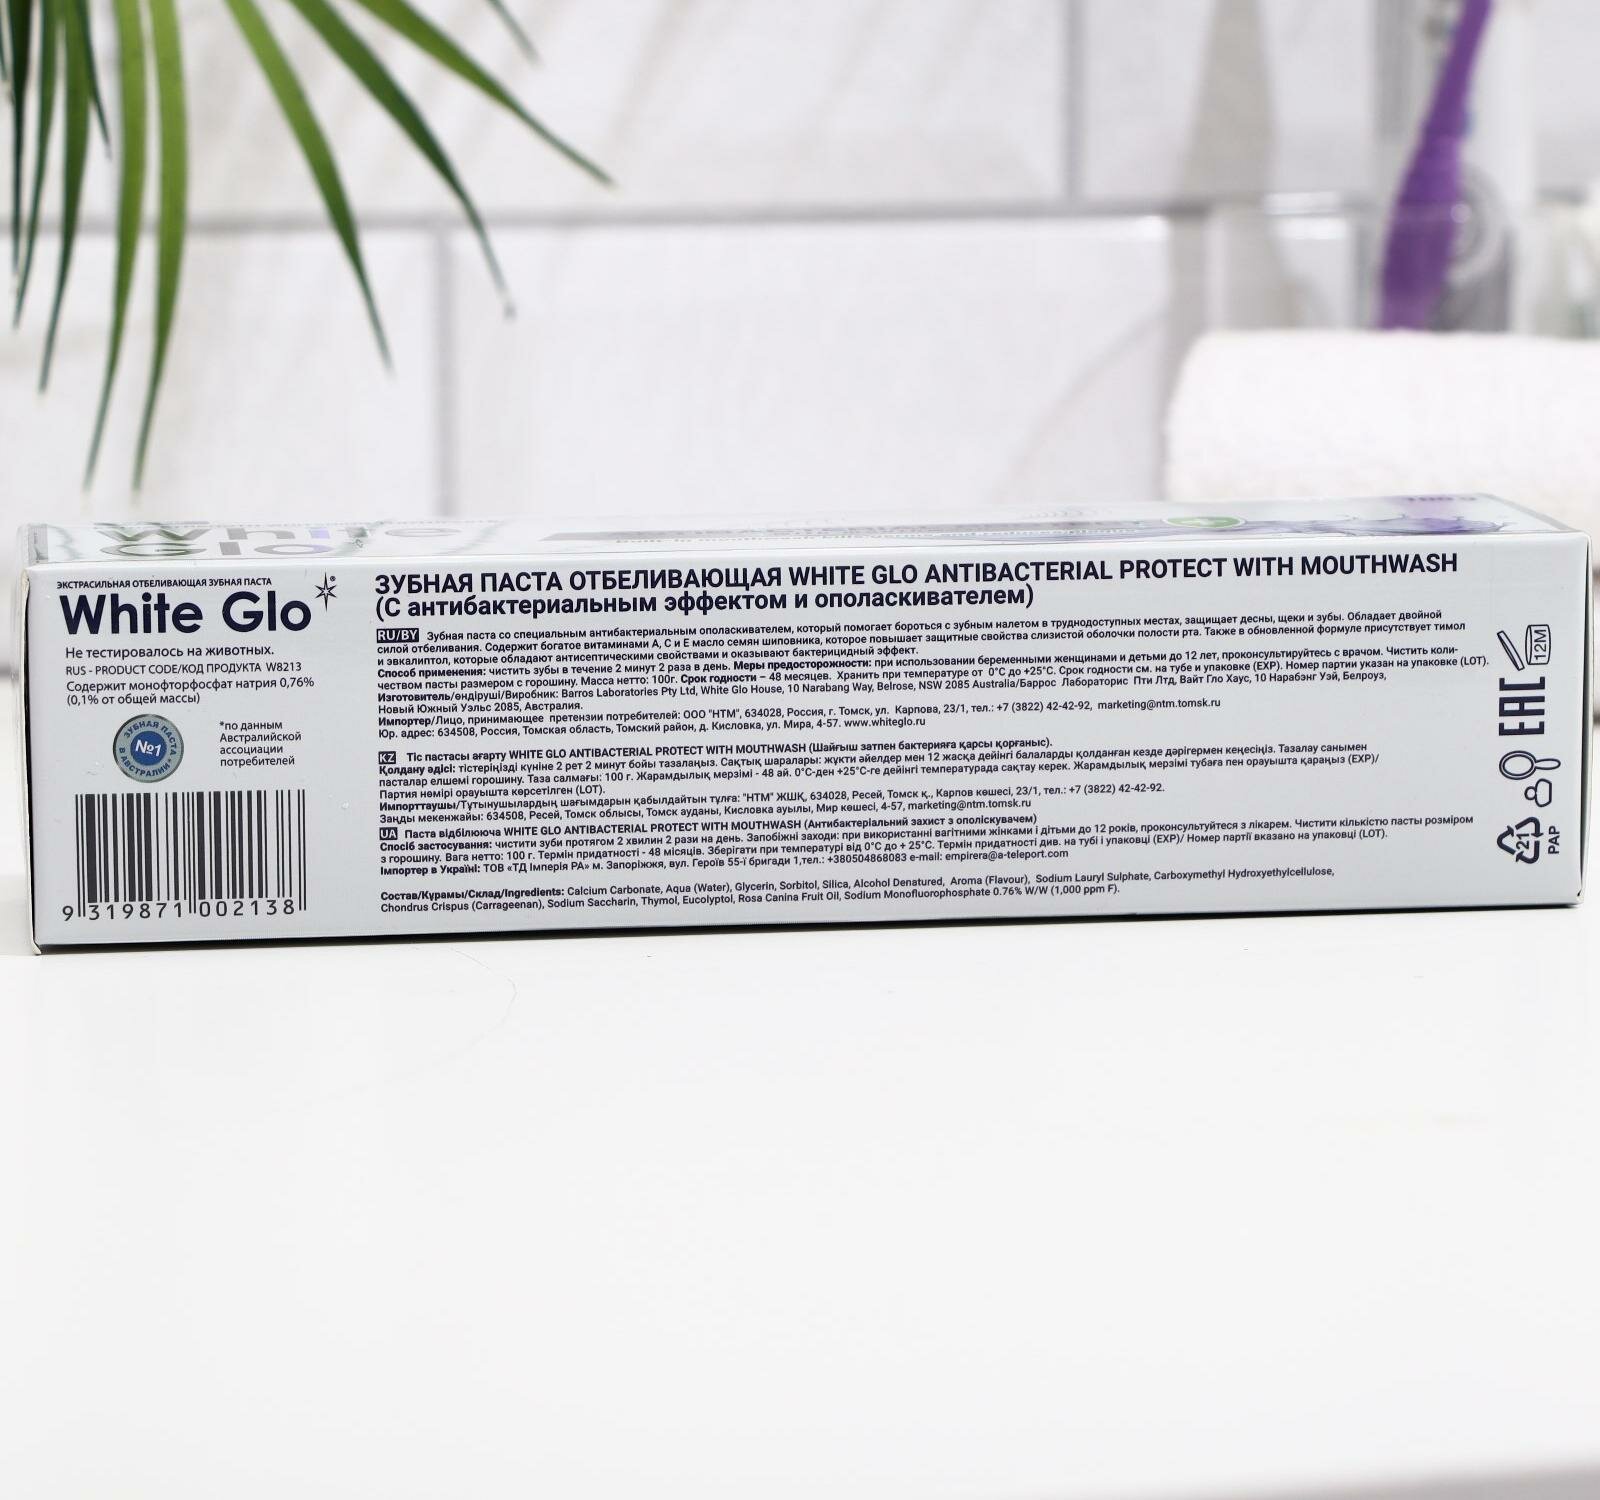 White
Glo
100 g
ЭКСТРАСИЛЬНАЯ ОТБЕЛИВАЮЩАЯ ЗУБНАЯ ПАСТА
White Glo®
Не тестировалось на животных.
RUS - PRODUCT CODE/КОД ПРОДУКТА W8213
Содержит монофторфосфат натрия 0,76%
(0,1% от общей массы)
ЗУБНАЯ ПАСТА
№1
В АВСТРАЛИИ*
*по данным
Австралийской
ассоциации
потребителей
9 319871 002138
ЗУБНАЯ ПАСТА ОТБЕЛИВАЮЩАЯ WHITE GLO ANTIBACTERIAL PROTECT WITH MOUTHWASH
(С антибактериальным эффектом и ополаскивателем)
RU/BY Зубная паста со специальным антибактериальным ополаскивателем, который помогает бороться с зубным налетом в труднодоступных местах, защищает десны, щеки и зубы. Обладает двойной
силой отбеливания. Содержит богатое витаминами А, С и Е масло семян шиповника, которое повышает защитные свойства слизистой оболочки полости рта. Также в обновленной формуле присутствует тимол
и эвкалиптол, которые обладают антисептическими свойствами и оказывают бактерицидный эффект.
Способ применения: чистить зубы в течение 2 минут 2 раза в день. Меры предосторожности: при использовании беременными женщинами и детьми до 12 лет, проконсультируйтесь с врачом. Чистить коли-
чеством пасты размером с горошину. Масса нетто: 100г. Срок годности – 48 месяцев. Хранить при температуре от 0°С до +25°С. Срок годности см. на тубе и упаковке (EXP). Номер партии указан на упаковке (LOT).
Изготовитель/өндіруші/Виробник: Barros Laboratories Pty Ltd, White Glo House, 10 Narabang Way, Belrose, NSW 2085 Australia/Баррос Лабораторис Пти Лтд, Вайт Гло Хаус, 10 Нарабэнг Уэй, Белроуз,
Новый Южный Уэльс 2085, Австралия.
Импортер/Лицо, принимающее претензии потребителей: ООО "НТМ", 634028, Россия, г. Томск, ул. Карпова, 23/1, тел.: +7 (3822) 42-42-92, marketing@ntm.tomsk.ru
Юр. адрес: 634508, Россия, Томская область, Томский район, д. Кисловка, ул. Мира, 4-57. www.whiteglo.ru
KZ Тіс пастасы ағарту WHITE GLO ANTIBACTERIAL PROTECT WITH MOUTHWASH (Шайғыш затпен бактерияға қарсы қорғаныс).
Қолдану әдісі: тістеріңізді күніне 2 рет 2 минут бойы тазалаңыз. Сақтық шаралары: жүкти әйелдер мен 12 жасқа дейінгі балаларды қолданған кезде дәрігермен кеңесіңіз. Тазалау санымен
пасталар елшемі горошину. Таза салмағы: 100 г. Жарамдылық мерзімі - 48 ай. 0°С-ден +25°С-ге дейінгі температурада сақтау керек. Жарамдылық мерзімі тубаға пен орауышта қараңыз (EXP)/
Партия нөмірі орауышта көрсетілген (LOT).
Импорттаушы/Тұтынушылардың шағымдарын қабылдайтын тұлға: "НТМ" ЖШҚ, 634028, Ресей, Томск қ., Карпов көшесі, 23/1, тел.: +7 (3822) 42-42-92.
Заңды мекенжайы: 634508, Ресей, Томск облысы, Томск ауданы, Кисловка ауылы, Мир көшесі, 4-57, marketing@ntm.tomsk.ru
UA Паста відбілююча WHITE GLO ANTIBACTERIAL PROTECT WITH MOUTHWASH (Антибактеріальний захист з ополіскувачем)
Спосіб застосування: чистити зуби протягом 2 хвилин 2 рази на день. Запобіжні заходи: при використанні вагітними жінками і дітьми до 12 років, проконсультуйтеся з лікарем. Чистити кількістю пасты розміром
з горошину. Вага нетто: 100 г. Термін придатності - 48 місяців. Зберігати при температурі від 0°С до + 25°С. Термін придатності див. на тубі і упаковці (EXP)/ Номер партії вказано на упаковці (LOT).
Імпортер в Україні: ТОВ «ТД Імперія РА» м. Запоріжжя, вул. Героїв 55-ї бригади 1,тел.: +380504868083 e-mail: empirera@a-teleport.com
Состав/Құрамы/Склад/Ingredients: Calcium Carbonate, Aqua (Water), Glycerin, Sorbitol, Silica, Alcohol Denatured, Aroma (Flavour), Sodium Lauryl Sulphate, Carboxymethyl Hydroxyethylcellulose,
Chondrus Crispus (Carrageenan), Sodium Saccharin, Thymol, Eucolyptol, Rosa Canina Fruit Oil, Sodium Monofluorophosphate 0.76% W/W (1,000 ppm F).
12M
EAC
21
PAP